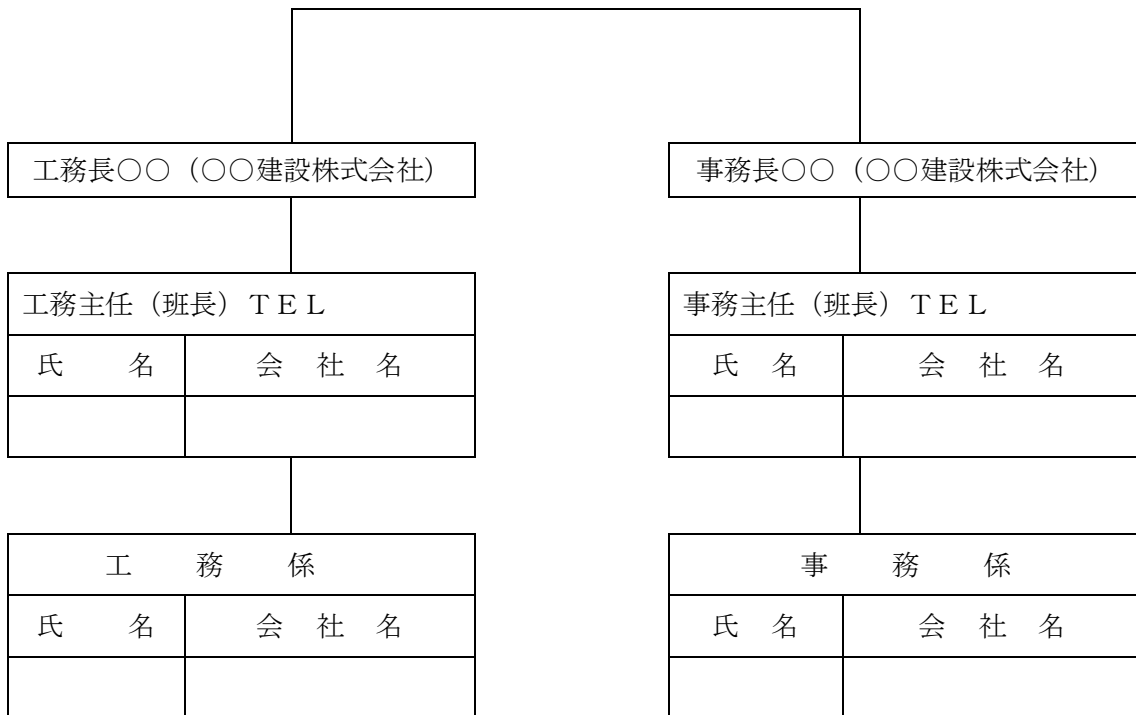 工務長○○（○○建設株式会社）
事務長○○（○○建設株式会社）
工務主任（班長）ＴＥＬ
氏　　名　会　社　名
事務主任（班長）ＴＥＬ
氏　名　会　社　名
工　務　係
氏　　名　会　社　名
事　務　係
氏　名　会　社　名